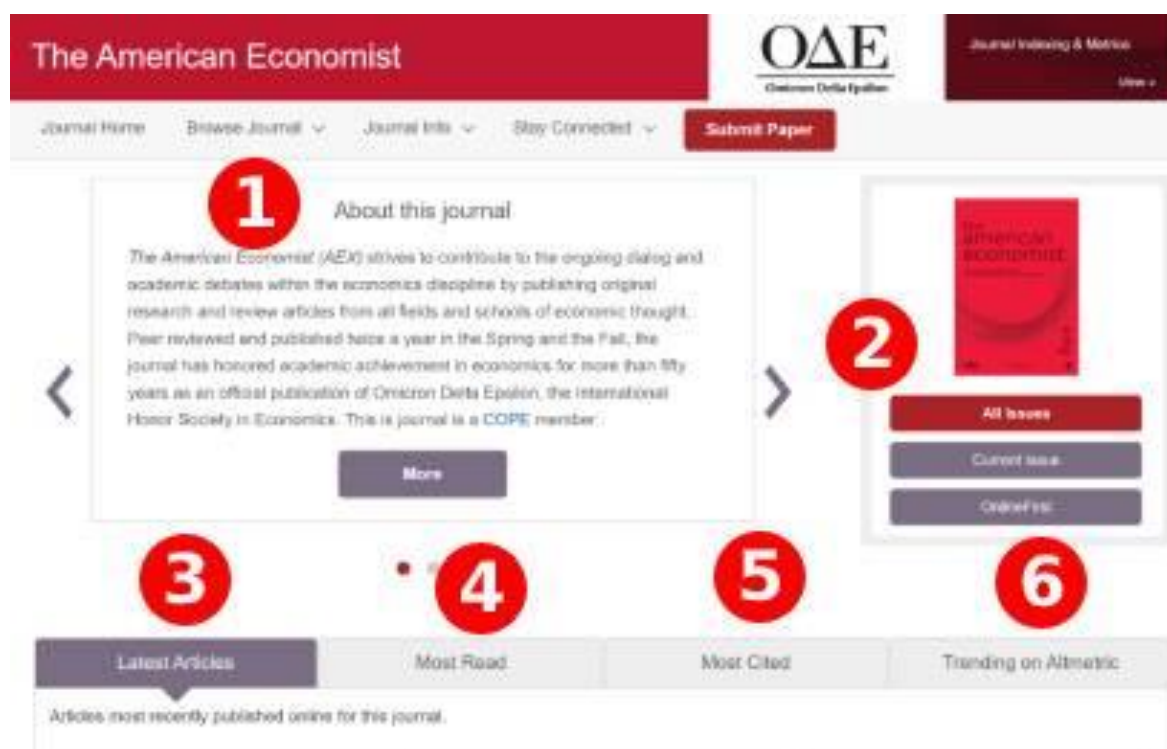 The American Economist
ΟΔΕ
Omicron Delta Epsilon
Journal Indexing & Metrics
View »
Journal Home Browse Journal Journal Info Stay Connected Submit Paper
1
About this journal
The American Economist (AEX) strives to contribute to the ongoing dialog and
academic debates within the economics discipline by publishing original
research and review articles from all fields and schools of economic thought.
Peer reviewed and published twice a year in the Spring and the Fall, the
journal has honored academic achievement in economics for more than fifty
years as an official publication of Omicron Delta Epsilon, the International
Honor Society in Economics. This is journal is a COPE member.
More
the
american
economist
2
All Issues
Current Issue
OnlineFirst
3
4
5
6
Latest Articles Most Read Most Cited Trending on Altmetric
Articles most recently published online for this journal.